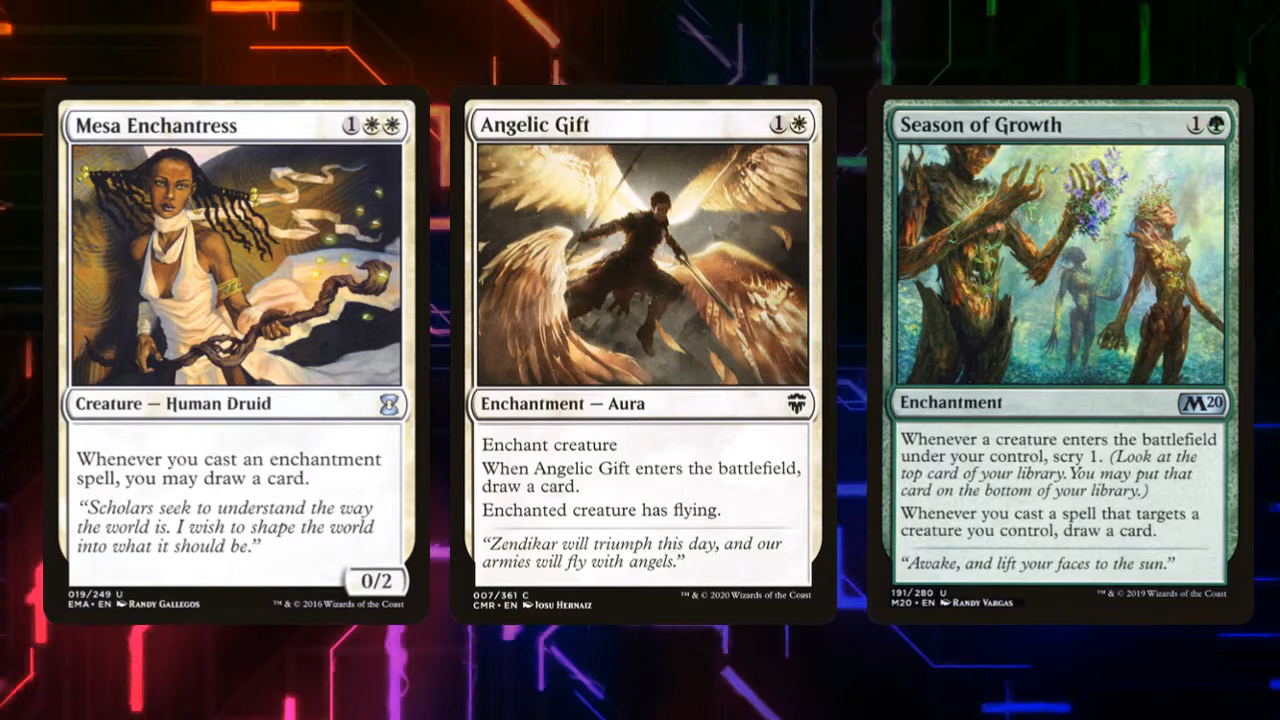 Mesa Enchantress 1
Creature — Human Druid
Whenever you cast an enchantment
spell, you may draw a card.
“Scholars seek to understand the way
the world is. I wish to shape the world
into what it should be.”
0/2
019/249 U
EMA • EN Randy Gallegos
™ & © 2016 Wizards of the Coast
Angelic Gift 1
Enchantment — Aura
Enchant creature
When Angelic Gift enters the battlefield,
draw a card.
Enchanted creature has flying.
“Zendikar will triumph this day, and our
armies will fly with angels.”
007/361 C
CMR • EN Josu Hernaiz
™ & © 2020 Wizards of the Coast
Season of Growth 1
Enchantment
M20
Whenever a creature enters the battlefield
under your control, scry 1. (Look at the
top card of your library. You may put that
card on the bottom of your library.)
Whenever you cast a spell that targets a
creature you control, draw a card.
“Awake, and lift your faces to the sun.”
191/280 U
M20 • EN Randy Vargas
™ & © 2019 Wizards of the Coast